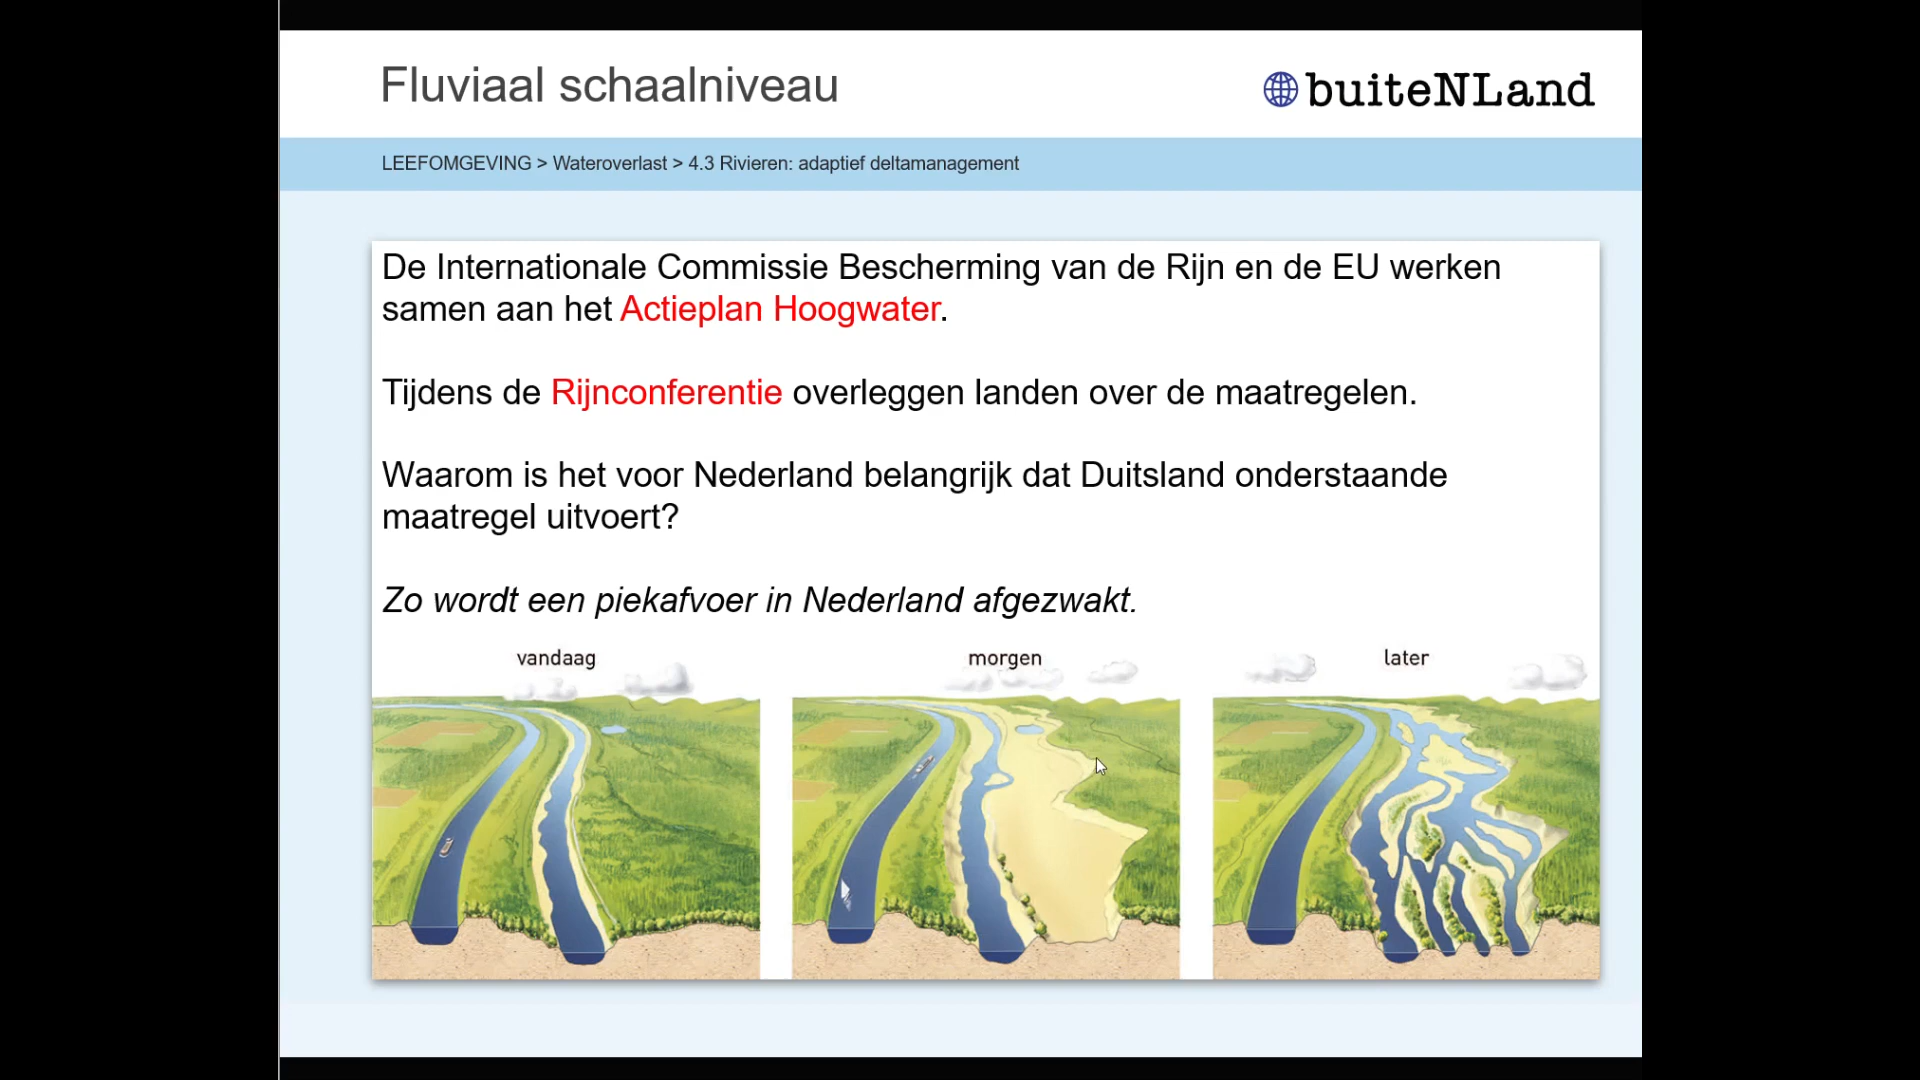 Fluviaal schaalniveau
buiteNLand
LEEFOMGEVING > Wateroverlast > 4.3 Rivieren: adaptief deltamanagement
De Internationale Commissie Bescherming van de Rijn en de EU werken
samen aan het Actieplan Hoogwater.
Tijdens de Rijnconferentie overleggen landen over de maatregelen.
Waarom is het voor Nederland belangrijk dat Duitsland onderstaande
maatregel uitvoert?
Zo wordt een piekafvoer in Nederland afgezwakt.
vandaag
morgen
later